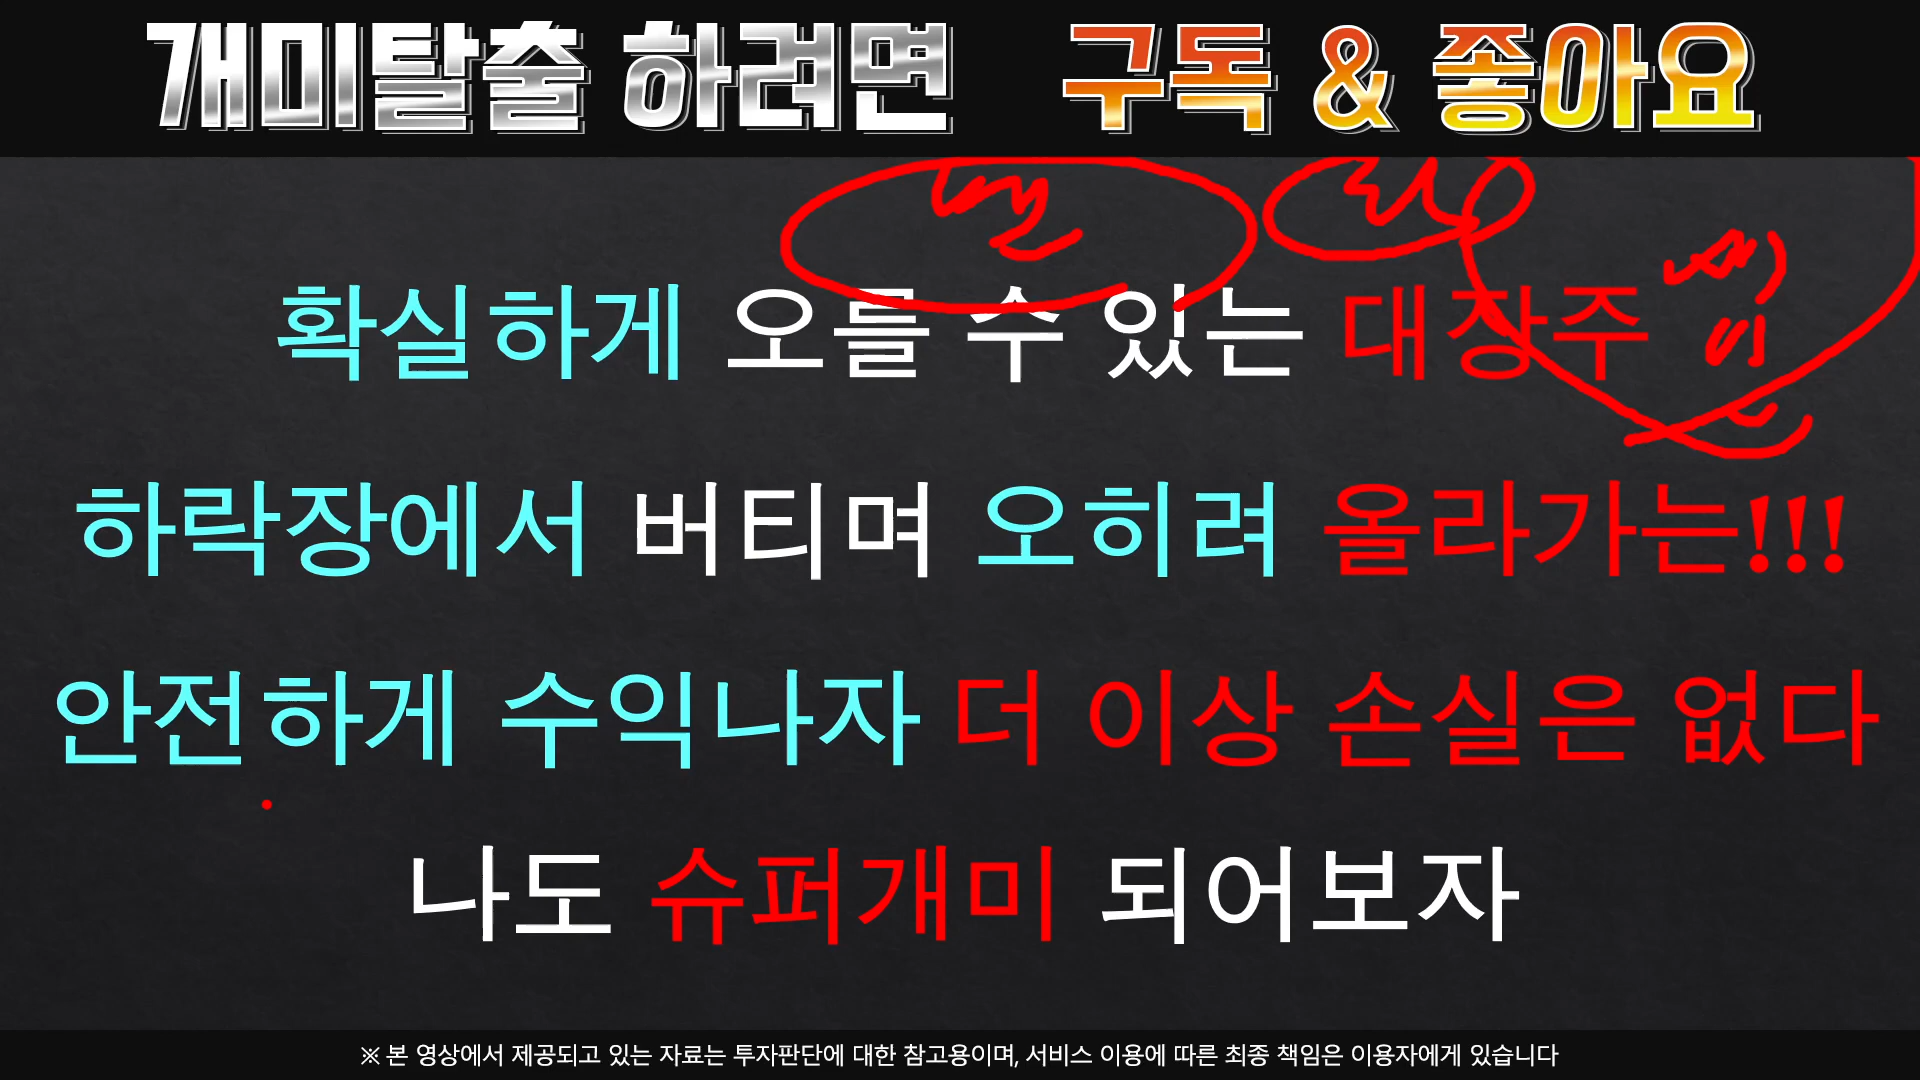 개미탈출 하려면 구독 & 좋아요
확실하게 오를 수 있는 대장주
하락장에서 버티며 오히려 올라가는!!!
안전하게 수익나자 더 이상 손실은 없다
나도 슈퍼개미 되어보자
※ 본 영상에서 제공되고 있는 자료는 투자판단에 대한 참고용이며, 서비스 이용에 따른 최종 책임은 이용자에게 있습니다